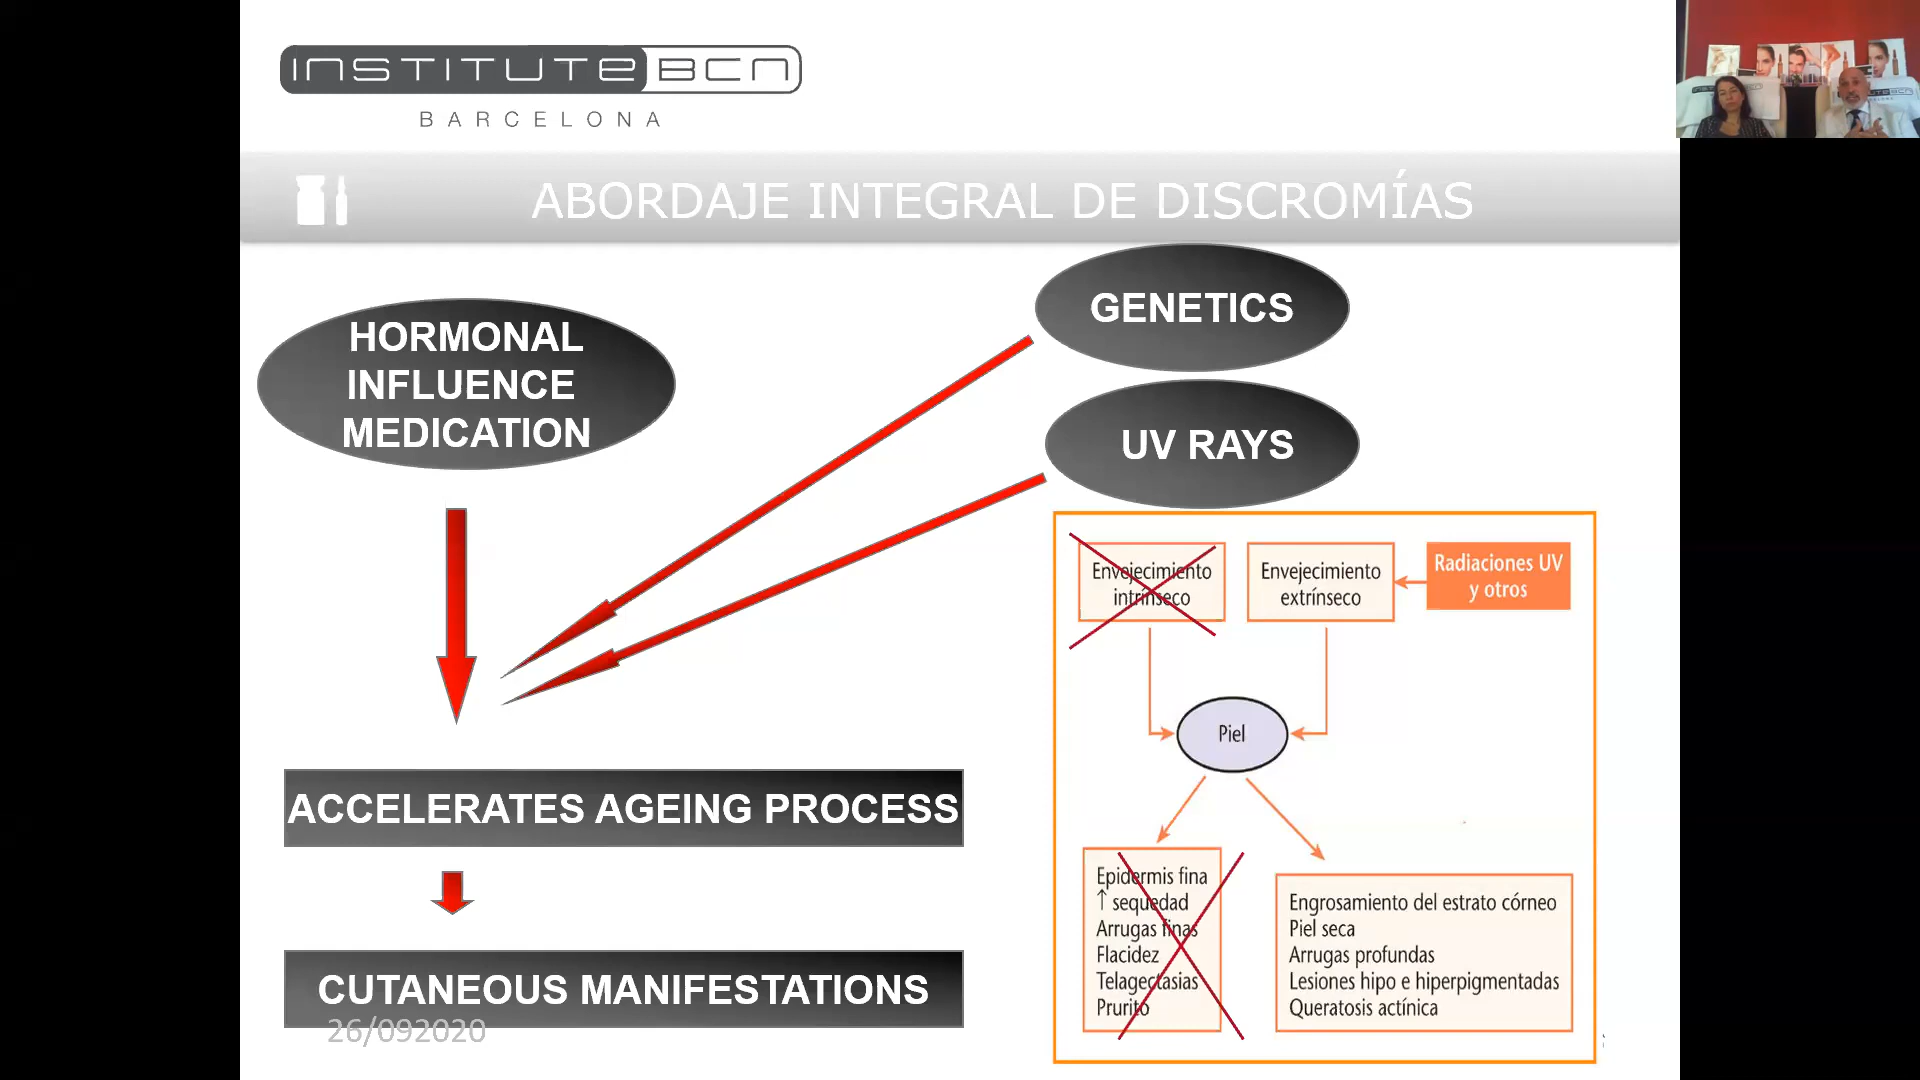 INSTITUTE BCN
BARCELONA
ABORDAJE INTEGRAL DE DISCROMÍAS
HORMONAL
INFLUENCE
MEDICATION
GENETICS
UV RAYS
ACCELERATES AGEING PROCESS
CUTANEOUS MANIFESTATIONS
26/092020
Envejecimiento
intrínseco
Envejecimiento
extrínseco
Radiaciones UV
y otros
Piel
Epidermis fina
↑ sequedad
Arrugas finas
Flacidez
Telagectasias
Prurito
Engrosamiento del estrato córneo
Piel seca
Arrugas profundas
Lesiones hipo e hiperpigmentadas
Queratosis actínica